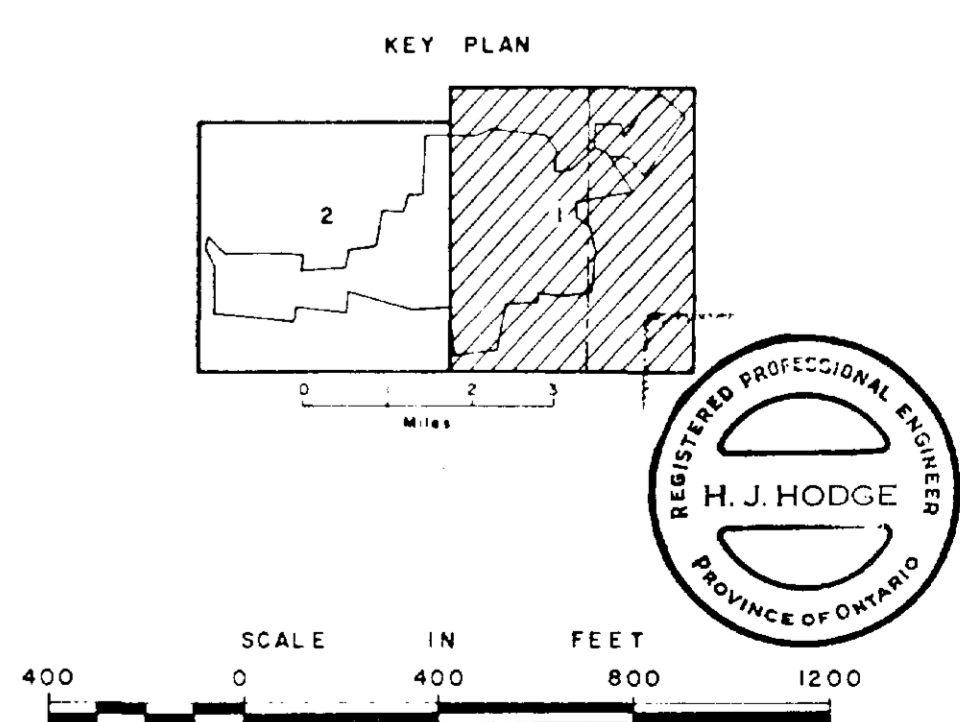 KEY PLAN
2
1
0 1 2 3
Miles
REGISTERED PROFESSIONAL ENGINEER
H. J. HODGE
PROVINCE OF ONTARIO
SCALE IN FEET
400 0 400 800 1200